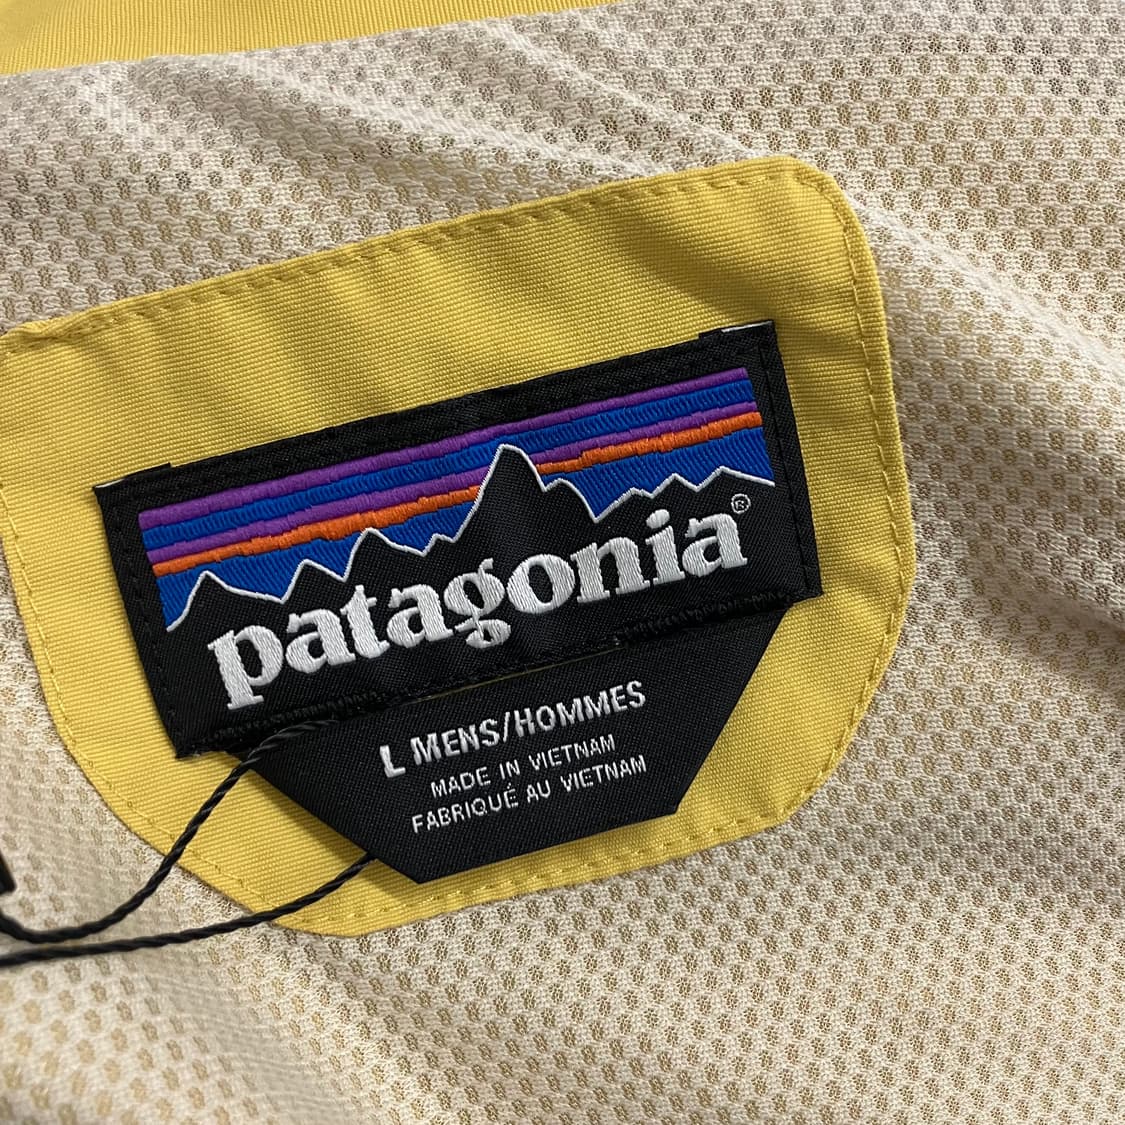 patagonia®
L MENS/HOMMES
MADE IN VIETNAM
FABRIQUÉ AU VIETNAM